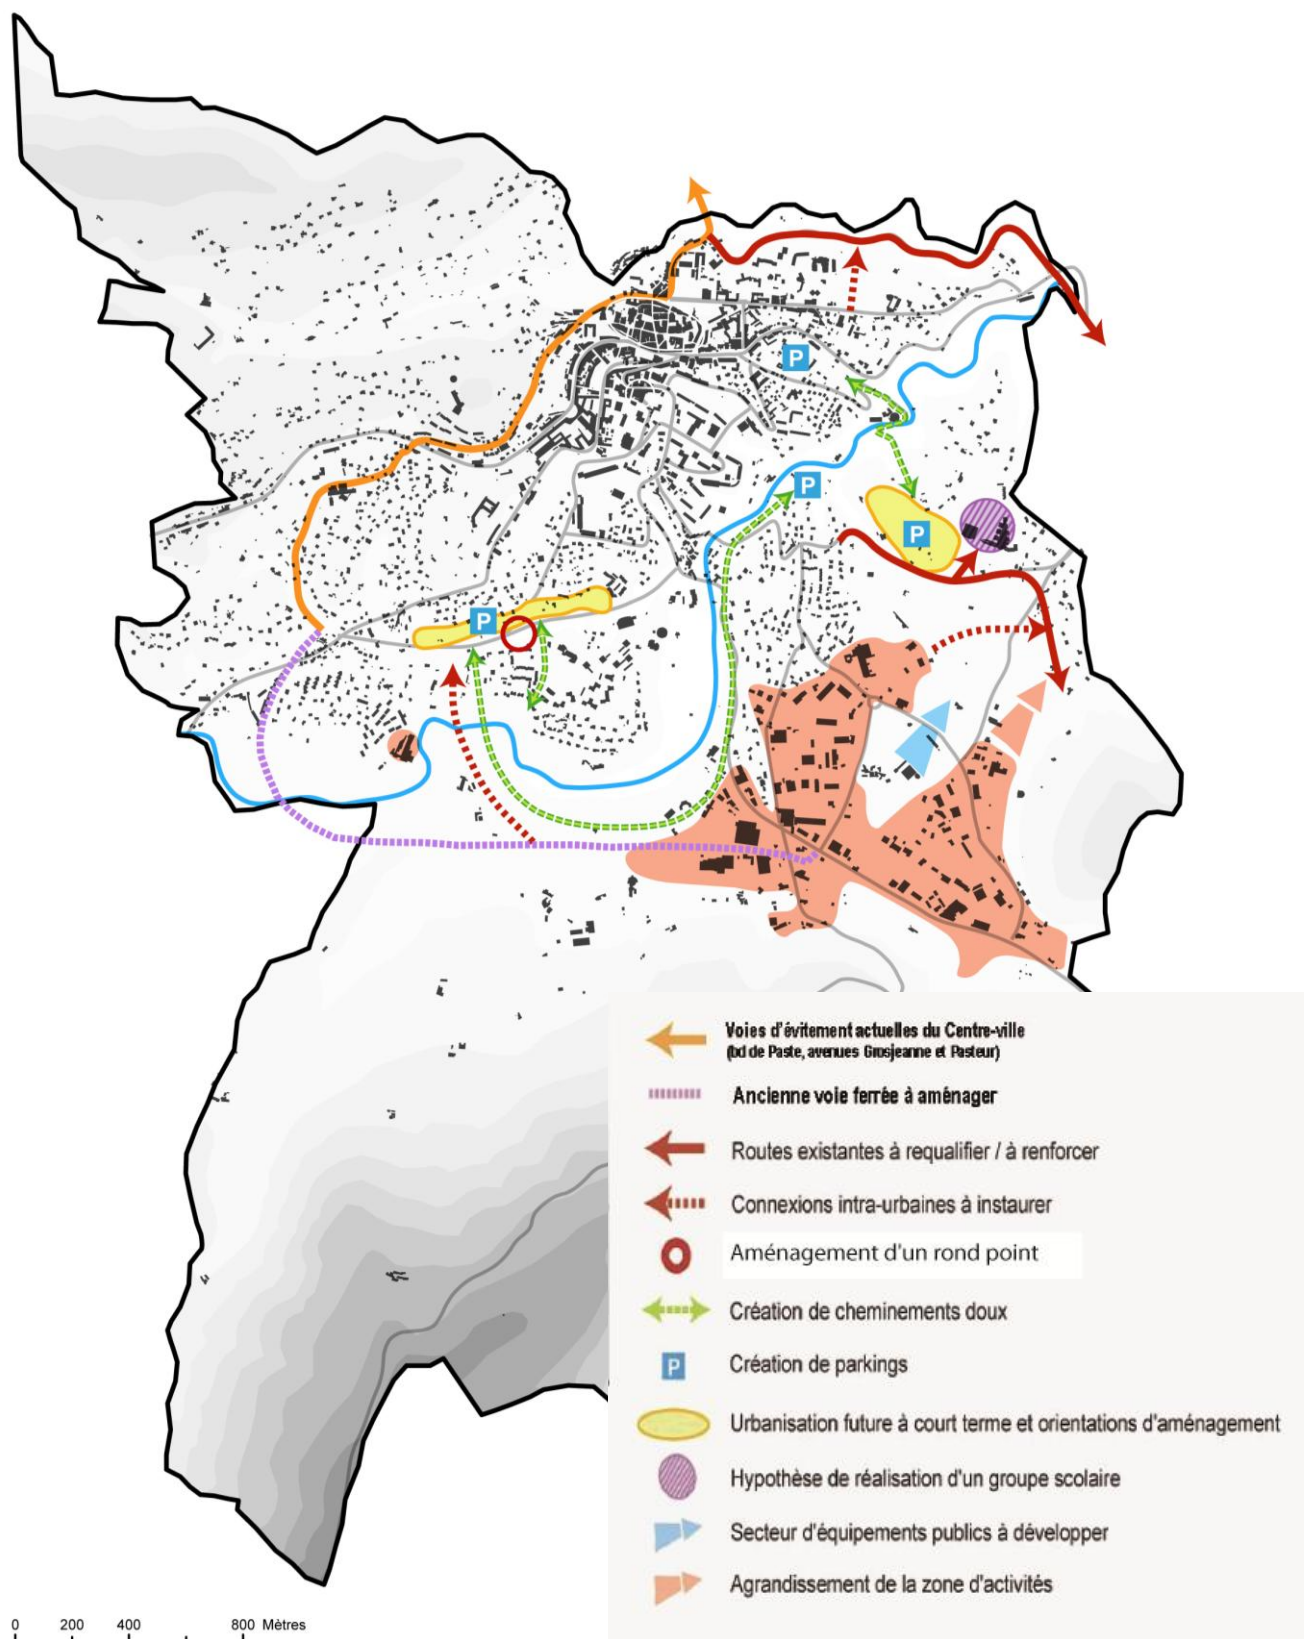 P
P
P
P
Voies d'évitement actuelles du Centre-ville
(bd de Paste, avenues Grosjeanne et Pasteur)
Ancienne voie ferrée à aménager
Routes existantes à requalifier / à renforcer
Connexions intra-urbaines à instaurer
Aménagement d'un rond point
Création de cheminements doux
P
Création de parkings
Urbanisation future à court terme et orientations d'aménagement
Hypothèse de réalisation d'un groupe scolaire
Secteur d'équipements publics à développer
Agrandissement de la zone d'activités
0 200 400 800 Mètres